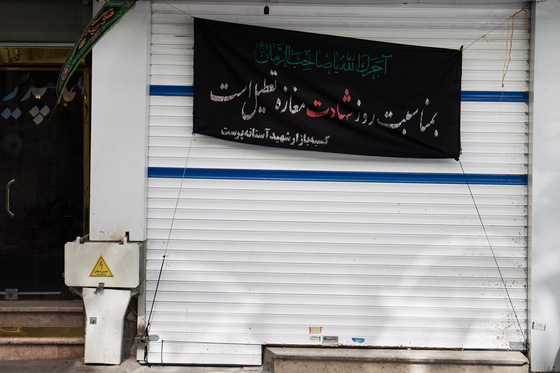 آجرک الله یا صاحب الزمان
بمناسبت روز شهادت مغازه تعطیل است
کسبه بازار شهید آستانه پرست